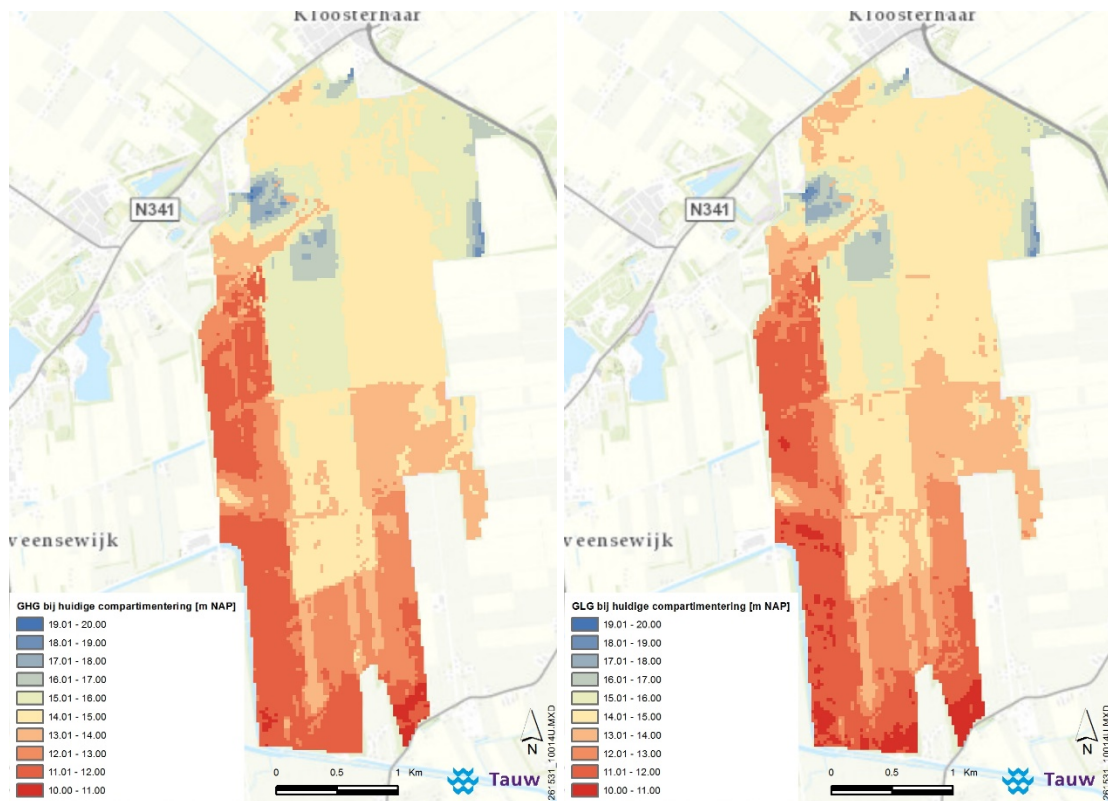 Kloosterhaar
N341
veensewijk
GHG bij huidige compartimentering [m NAP]
19.01 - 20.00
18.01 - 19.00
17.01 - 18.00
16.01 - 17.00
15.01 - 16.00
14.01 - 15.00
13.01 - 14.00
12.01 - 13.00
11.01 - 12.00
10.00 - 11.00
0 0.5 1 Km
N
Tauw
261531_10014U.MXD
Kloosterhaar
N341
veensewijk
GLG bij huidige compartimentering [m NAP]
19.01 - 20.00
18.01 - 19.00
17.01 - 18.00
16.01 - 17.00
15.01 - 16.00
14.01 - 15.00
13.01 - 14.00
12.01 - 13.00
11.01 - 12.00
10.00 - 11.00
0 0.5 1 Km
N
Tauw
261531_10014U.MXD